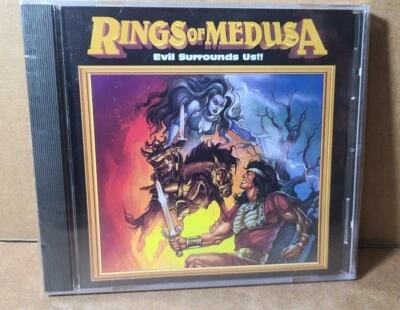 RINGS OF MEDUSA
Evil Surrounds Us!!